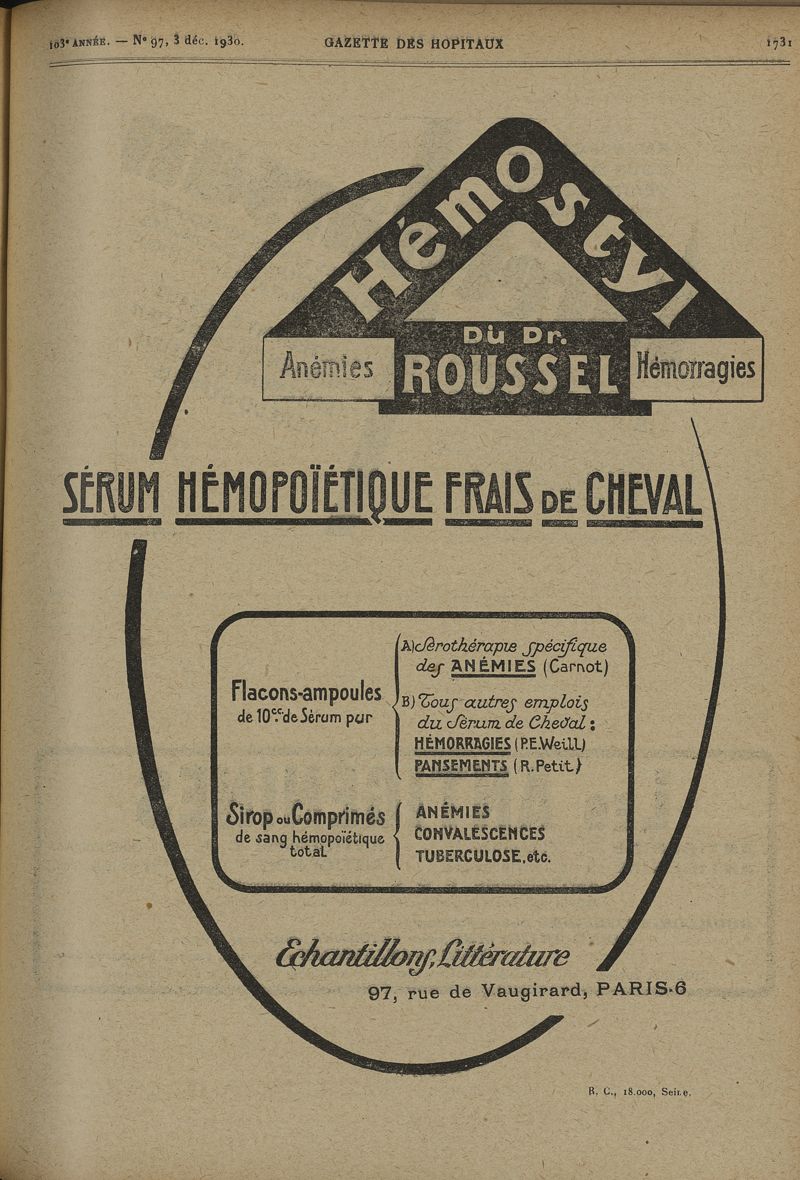 103e ANNÉE. — N° 97, 3 déc. 1930.
GAZETTE DES HOPITAUX
1731
Hémostyl
Du Dr.
ROUSSEL
Anémies
Hémorragies
SÉRUM HÉMOPOÏÉTIQUE FRAIS DE CHEVAL
Flacons-ampoules
de 10cc. de Sérum pur
A) Sérothérapie spécifique
des ANÉMIES (Carnot)
B) Tous autres emplois
du Sérum de Cheval :
HÉMORRAGIES (P.E. Weill)
PANSEMENTS (R. Petit)
Sirop ou Comprimés
de sang hémopoïétique
total
ANÉMIES
CONVALESCENCES
TUBERCULOSE, etc.
Echantillons, Littérature
97, rue de Vaugirard, PARIS-6
R. C., 18.000, Seine.